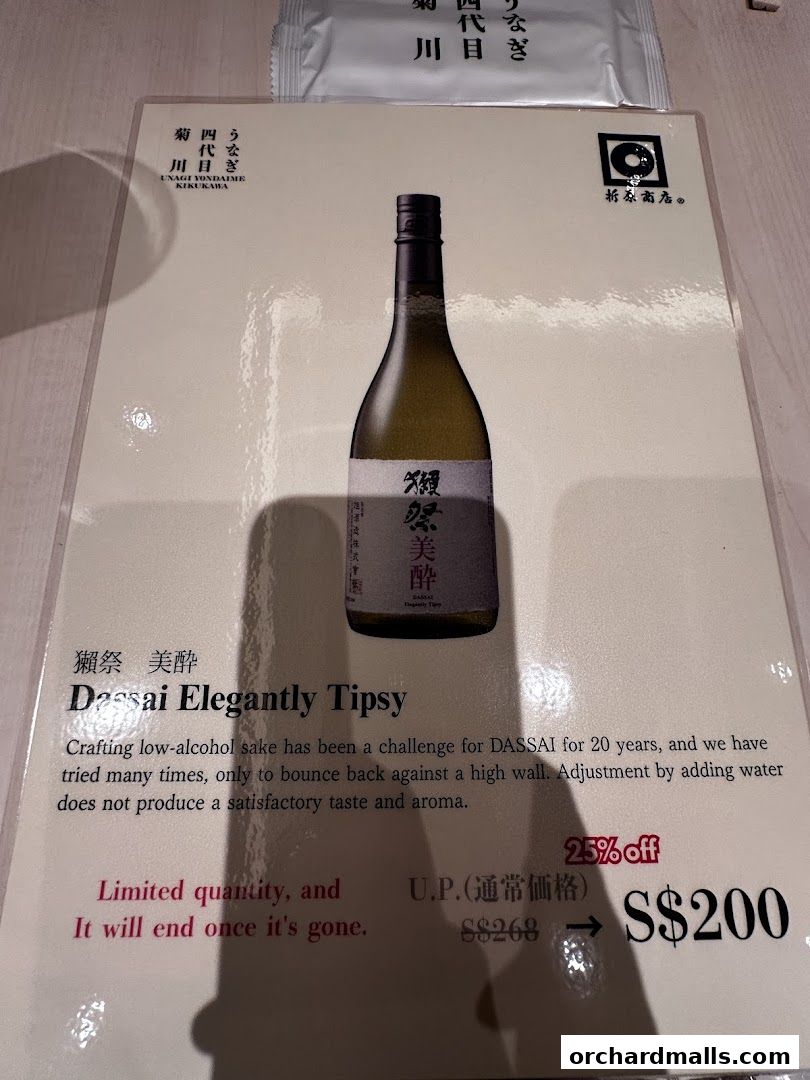 うなぎ
四代目
菊川
うなぎ
四代目
菊川
UNAGI YONDAIME
KIKUKAWA
折原商店®
獺祭
美酔
DASSAI
Elegantly Tipsy
獺祭　美酔
Dassai Elegantly Tipsy
Crafting low-alcohol sake has been a challenge for DASSAI for 20 years, and we have
tried many times, only to bounce back against a high wall. Adjustment by adding water
does not produce a satisfactory taste and aroma.
25% off
Limited quantity, and
It will end once it's gone.
U.P.(通常価格)
S$268 → S$200
orchardmalls.com